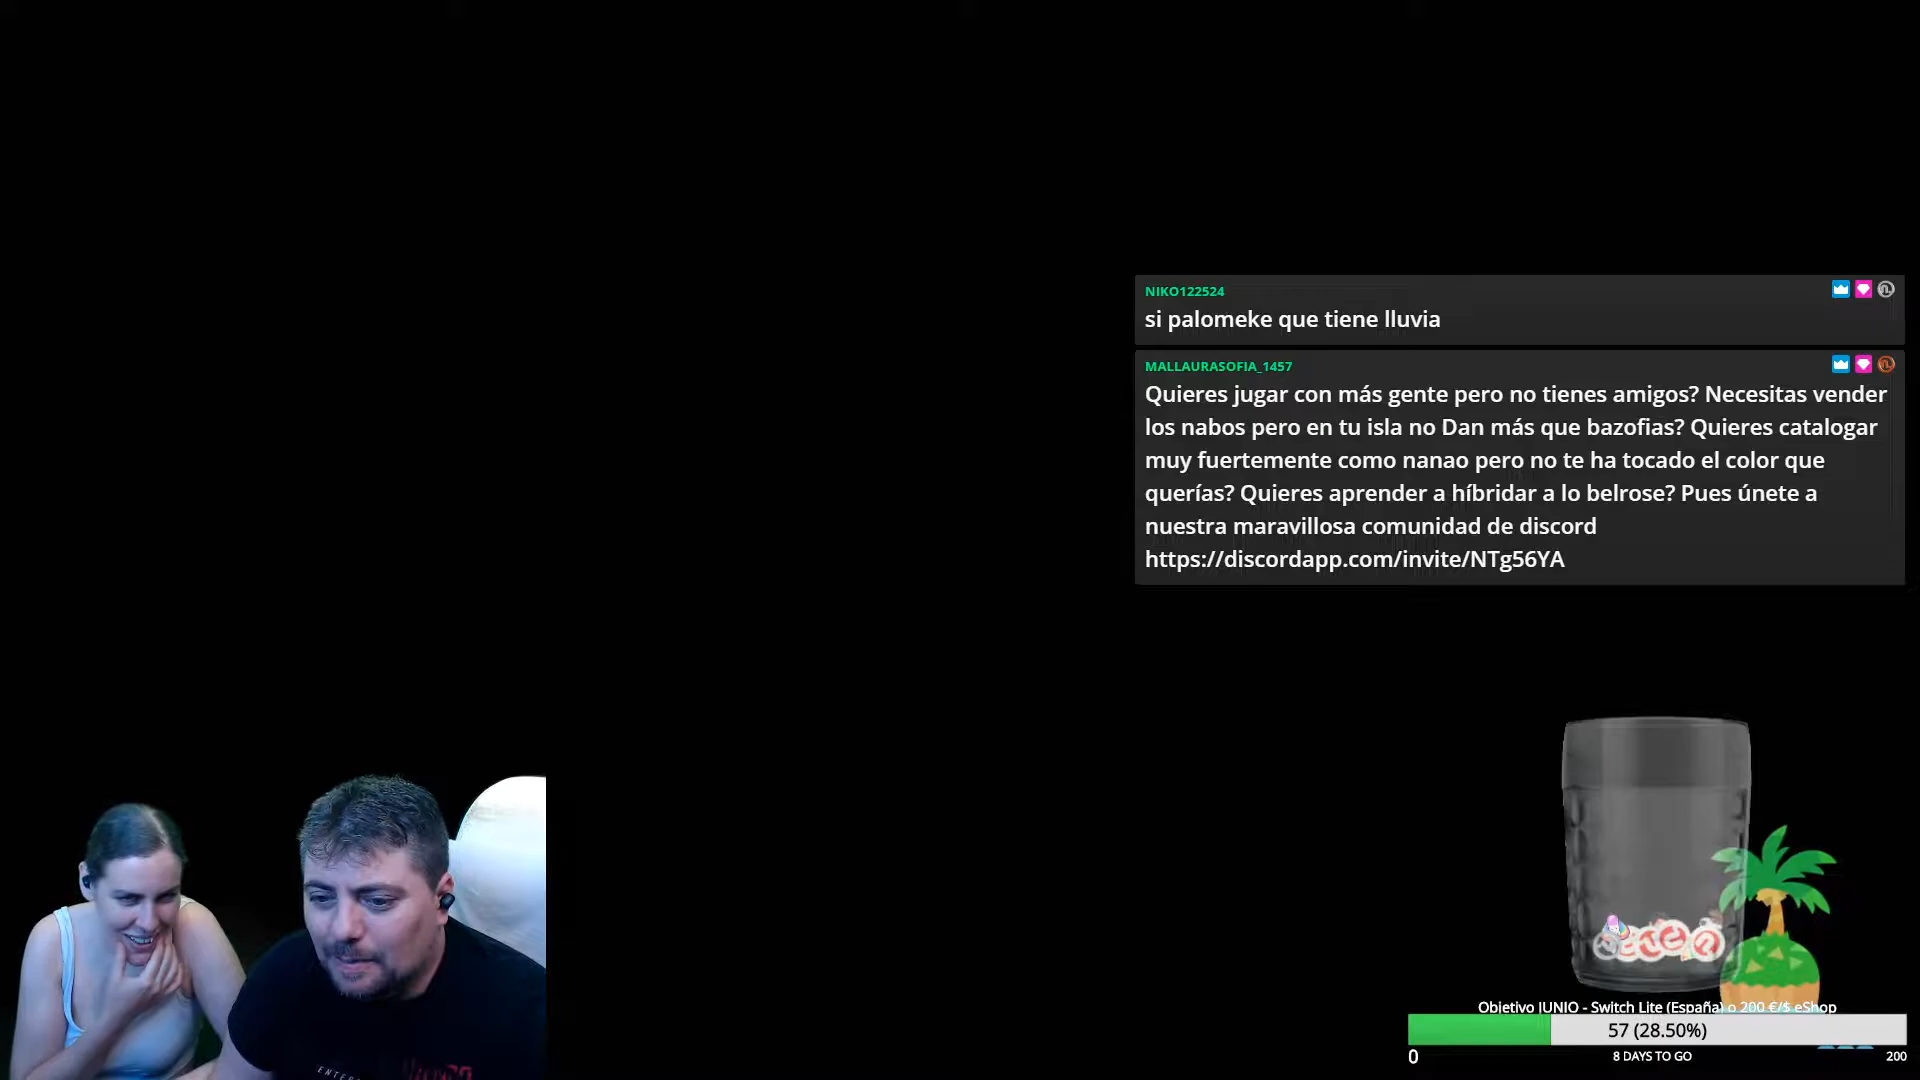 NIKO122524
si palomeke que tiene lluvia
MALLAURASOFIA_1457
Quieres jugar con más gente pero no tienes amigos? Necesitas vender
los nabos pero en tu isla no Dan más que bazofias? Quieres catalogar
muy fuertemente como nanao pero no te ha tocado el color que
querías? Quieres aprender a híbridar a lo belrose? Pues únete a
nuestra maravillosa comunidad de discord
https://discordapp.com/invite/NTg56YA
Objetivo JUNIO - Switch Lite (España) o 200 €/$ eShop
57 (28.50%)
0
8 DAYS TO GO
200